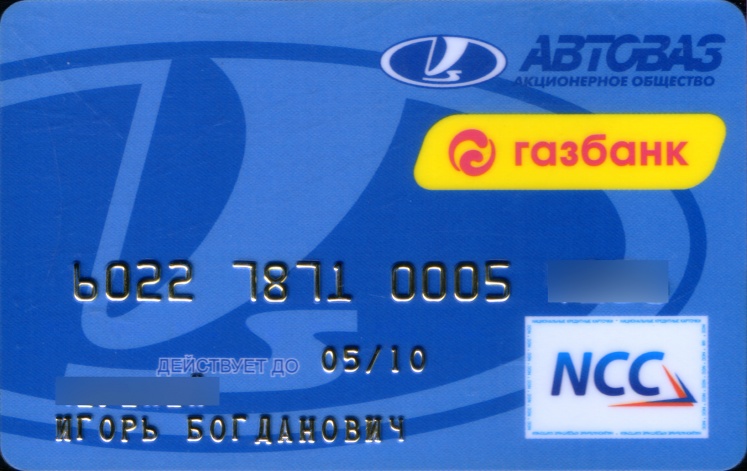 АВТОВАЗ
АКЦИОНЕРНОЕ ОБЩЕСТВО
газбанк
6022 7871 0005
ДЕЙСТВУЕТ ДО 05/10
NCC
ИГОРЬ БОГДАНОВИЧ